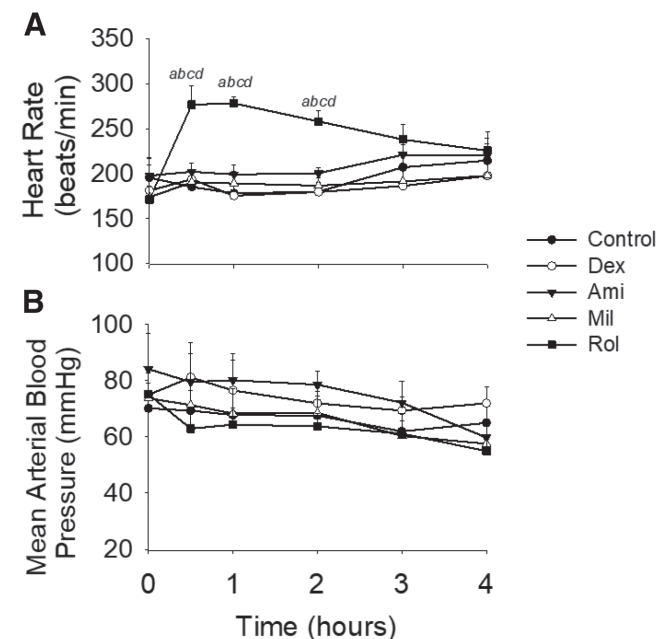 A
Heart Rate
(beats/min)
350
300
250
200
150
100
abcd
abcd
abcd
Control
Dex
Ami
Mil
Rol
B
Mean Arterial Blood
Pressure (mmHg)
100
80
60
40
20
0
1
2
3
4
Time (hours)